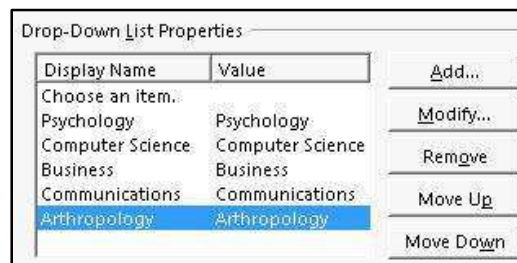 Drop-Down List Properties
Display Name Value
Choose an item.
Psychology Psychology
Computer Science Computer Science
Business Business
Communications Communications
Arthropology Arthropology
Add...
Modify...
Remove
Move Up
Move Down